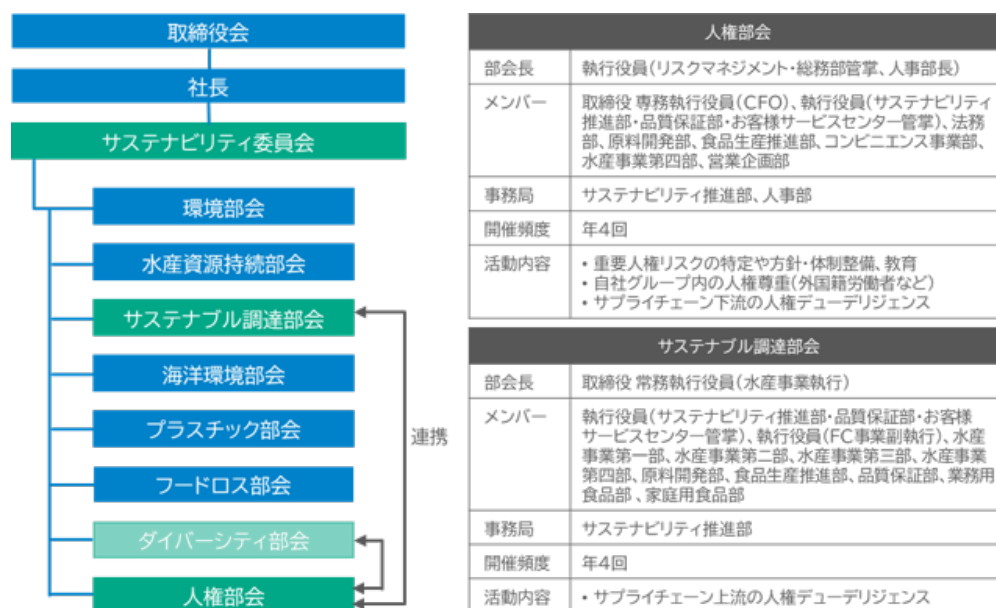 取締役会
社長
サステナビリティ委員会
環境部会
水産資源持続部会
サステナブル調達部会
海洋環境部会
プラスチック部会
フードロス部会
ダイバーシティ部会
人権部会
連携
人権部会
部会長
執行役員(リスクマネジメント・総務部管掌、人事部長)
メンバー
取締役 専務執行役員(CFO)、執行役員(サステナビリティ
推進部・品質保証部・お客様サービスセンター管掌)、法務
部、原料開発部、食品生産推進部、コンビニエンス事業部、
水産事業第四部、営業企画部
事務局
サステナビリティ推進部、人事部
開催頻度
年4回
活動内容
• 重要人権リスクの特定や方針・体制整備、教育
• 自社グループ内の人権尊重(外国籍労働者など)
• サプライチェーン下流の人権デューデリジェンス
サステナブル調達部会
部会長
取締役 常務執行役員(水産事業執行)
メンバー
執行役員(サステナビリティ推進部・品質保証部・お客様
サービスセンター管掌)、執行役員(FC事業副執行)、水産
事業第一部、水産事業第二部、水産事業第三部、水産事業
第四部、原料開発部、食品生産推進部、品質保証部、業務用
食品部、家庭用食品部
事務局
サステナビリティ推進部
開催頻度
年4回
活動内容
• サプライチェーン上流の人権デューデリジェンス